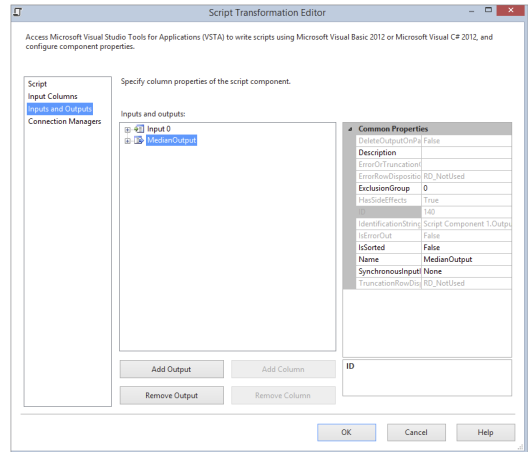 Script Transformation Editor
Access Microsoft Visual Studio Tools for Applications (VSTA) to write scripts using Microsoft Visual Basic 2012 or Microsoft Visual C# 2012, and
configure component properties.
Script
Input Columns
Inputs and Outputs
Connection Managers
Specify column properties of the script component.
Inputs and outputs:
Input 0
MedianOutput
Common Properties
DeleteOutputOnPa False
Description
ErrorOrTruncationO
ErrorRowDispositio RD_NotUsed
ExclusionGroup 0
HasSideEffects True
ID 140
IdentificationString Script Component 1.Outpu
IsErrorOut False
IsSorted False
Name MedianOutput
SynchronousInputI None
TruncationRowDisp RD_NotUsed
ID
Add Output
Add Column
Remove Output
Remove Column
OK
Cancel
Help